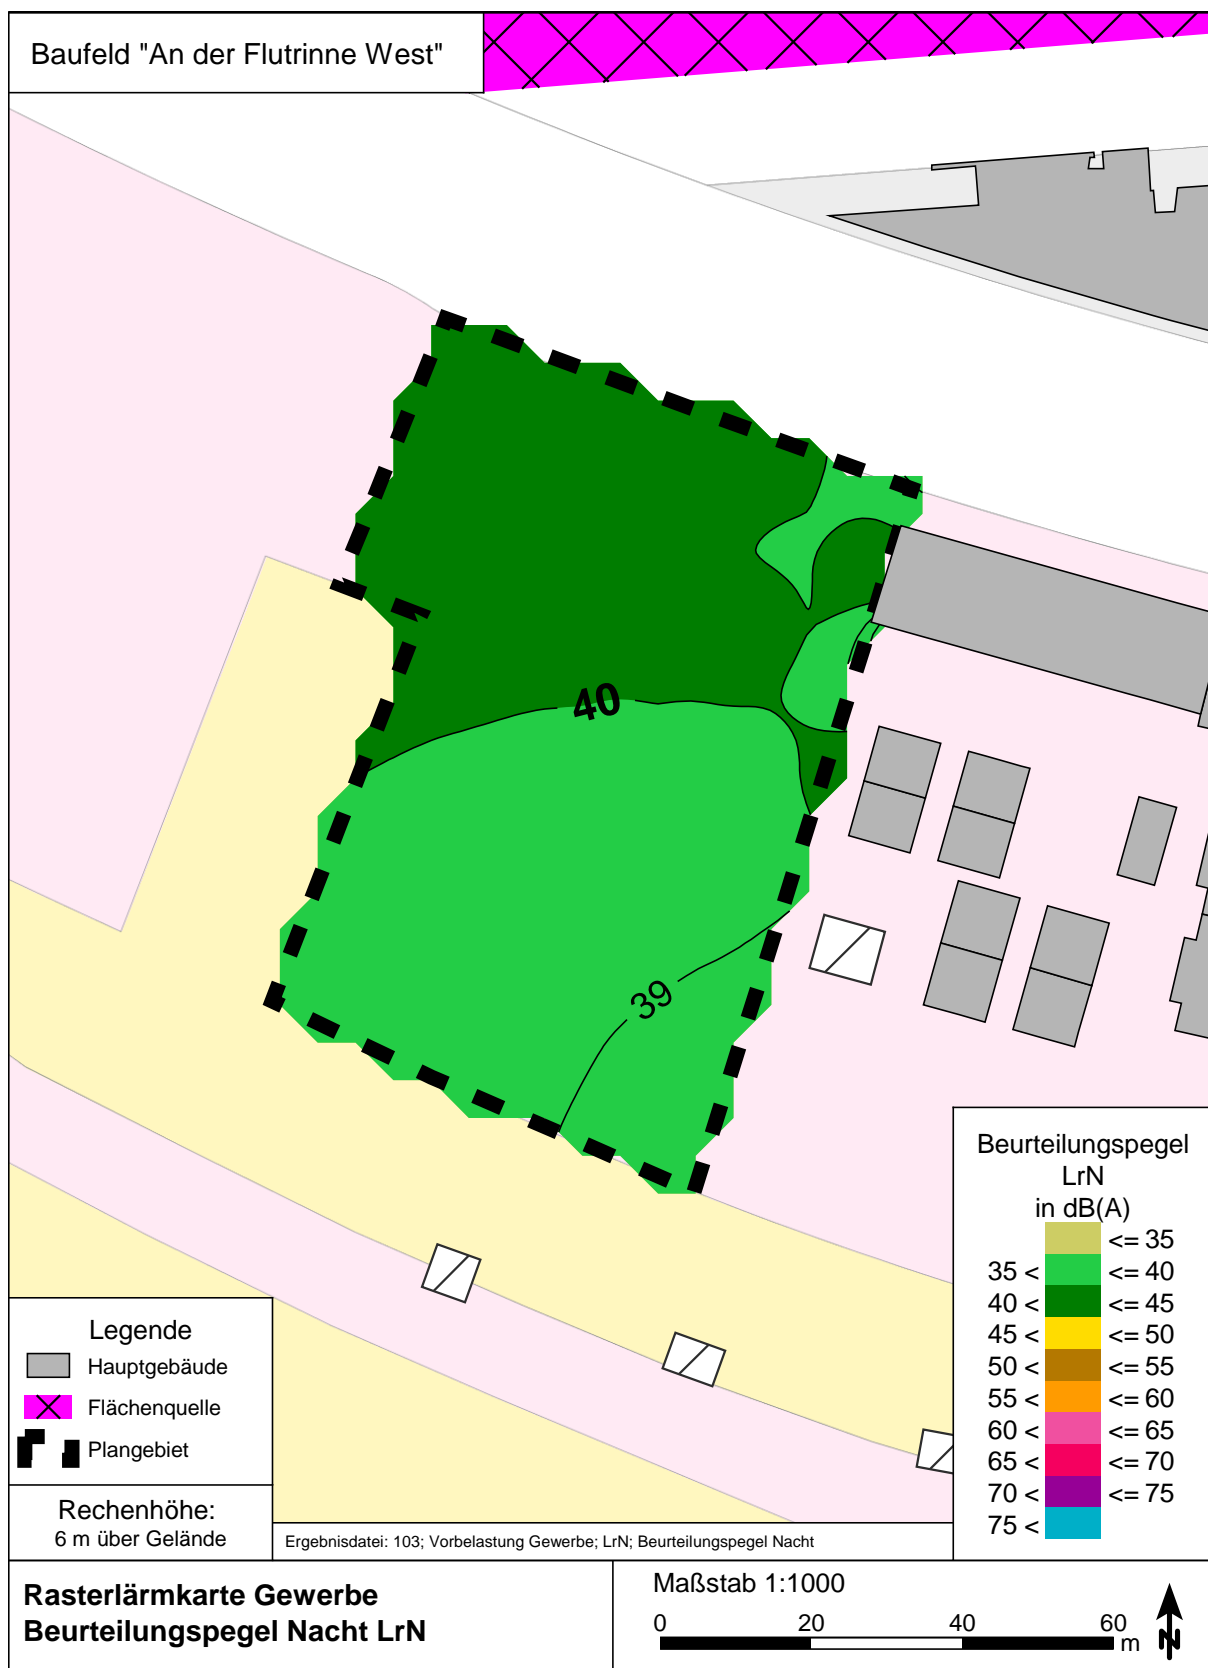 Baufeld "An der Flutrinne West"
40
39
Beurteilungspegel
LrN
in dB(A)
<= 35
35 < <= 40
40 < <= 45
45 < <= 50
50 < <= 55
55 < <= 60
60 < <= 65
65 < <= 70
70 < <= 75
75 <
Legende
Hauptgebäude
Flächenquelle
Plangebiet
Rechenhöhe:
6 m über Gelände
Ergebnisdatei: 103; Vorbelastung Gewerbe; LrN; Beurteilungspegel Nacht
Rasterlärmkarte Gewerbe
Beurteilungspegel Nacht LrN
Maßstab 1:1000
0 20 40 60
m
N